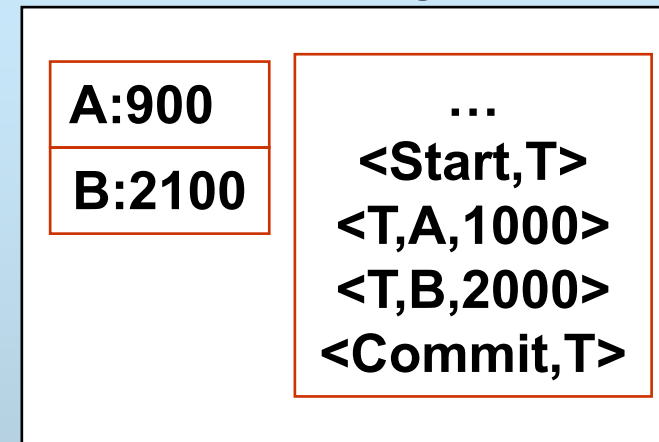 A:900
B:2100
…
<Start,T>
<T,A,1000>
<T,B,2000>
<Commit,T>